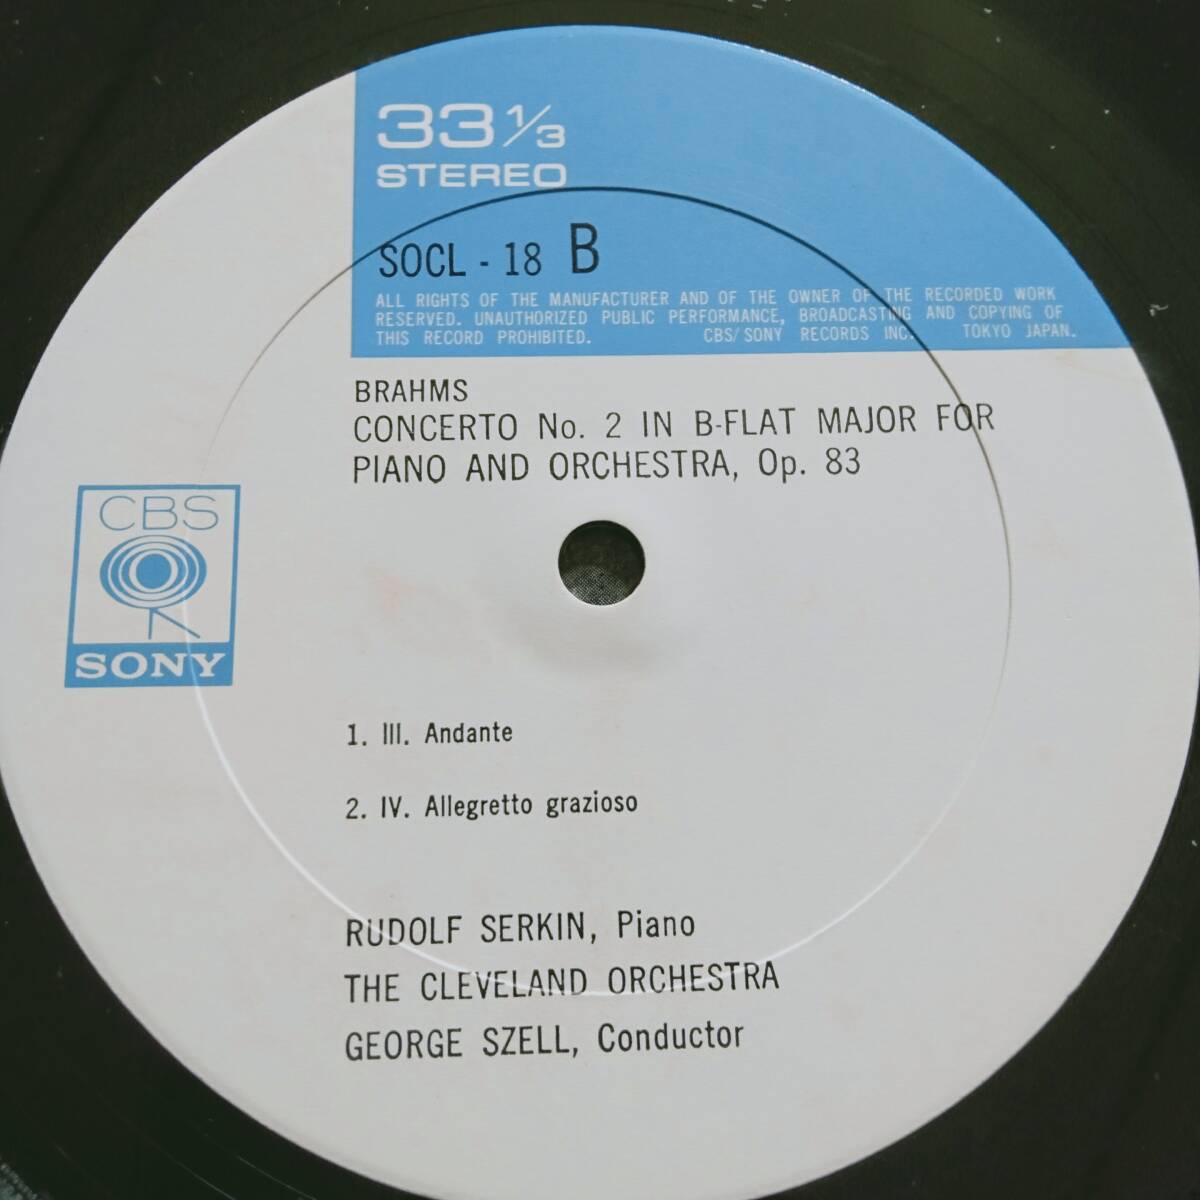 33 1/3
STEREO
SOCL - 18 B
ALL RIGHTS OF THE MANUFACTURER AND OF THE OWNER OF THE RECORDED WORK
RESERVED. UNAUTHORIZED PUBLIC PERFORMANCE, BROADCASTING AND COPYING OF
THIS RECORD PROHIBITED. CBS/SONY RECORDS INC. TOKYO JAPAN.
BRAHMS
CONCERTO No. 2 IN B-FLAT MAJOR FOR
PIANO AND ORCHESTRA, Op. 83
CBS
SONY
1. III. Andante
2. IV. Allegretto grazioso
RUDOLF SERKIN, Piano
THE CLEVELAND ORCHESTRA
GEORGE SZELL, Conductor